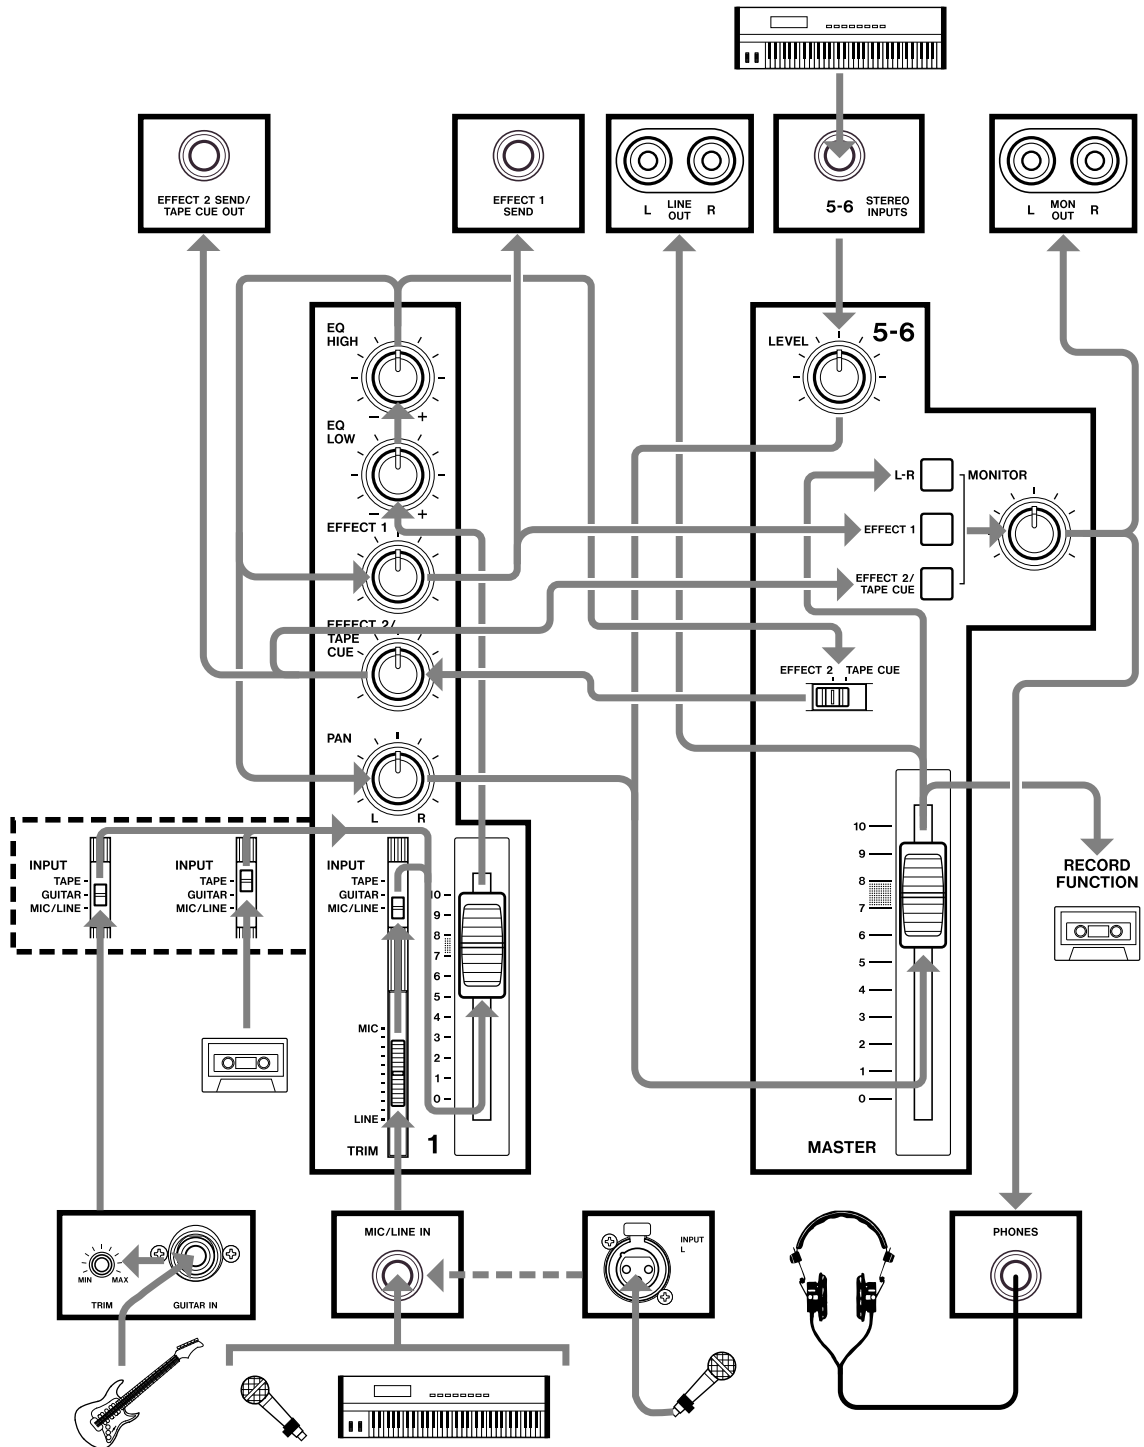 EFFECT 2 SEND/
TAPE CUE OUT
EFFECT 1
SEND
L LINE OUT R
5-6 STEREO INPUTS
L MON OUT R
EQ
HIGH
- +
EQ
LOW
- +
EFFECT 1
EFFECT 2/
TAPE
CUE
PAN
L R
LEVEL
5-6
L-R
MONITOR
EFFECT 1
EFFECT 2/
TAPE CUE
EFFECT 2 TAPE CUE
INPUT
TAPE
GUITAR
MIC/LINE
INPUT
TAPE
GUITAR
MIC/LINE
INPUT
TAPE
GUITAR
MIC/LINE
10
9
8
7
6
5
4
3
2
1
0
MIC
LINE
TRIM
1
10
9
8
7
6
5
4
3
2
1
0
MASTER
RECORD
FUNCTION
MIN MAX
TRIM GUITAR IN
MIC/LINE IN
INPUT
L
PHONES